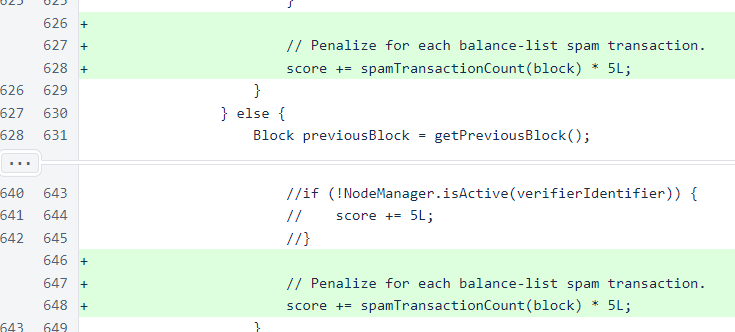 625 625 }
626 +
627 + // Penalize for each balance-list spam transaction.
628 + score += spamTransactionCount(block) * 5L;
626 629 }
627 630 } else {
628 631 Block previousBlock = getPreviousBlock();
...
640 643 //if (!NodeManager.isActive(verifierIdentifier)) {
641 644 // score += 5L;
642 645 //}
646 +
647 + // Penalize for each balance-list spam transaction.
648 + score += spamTransactionCount(block) * 5L;
643 649 }